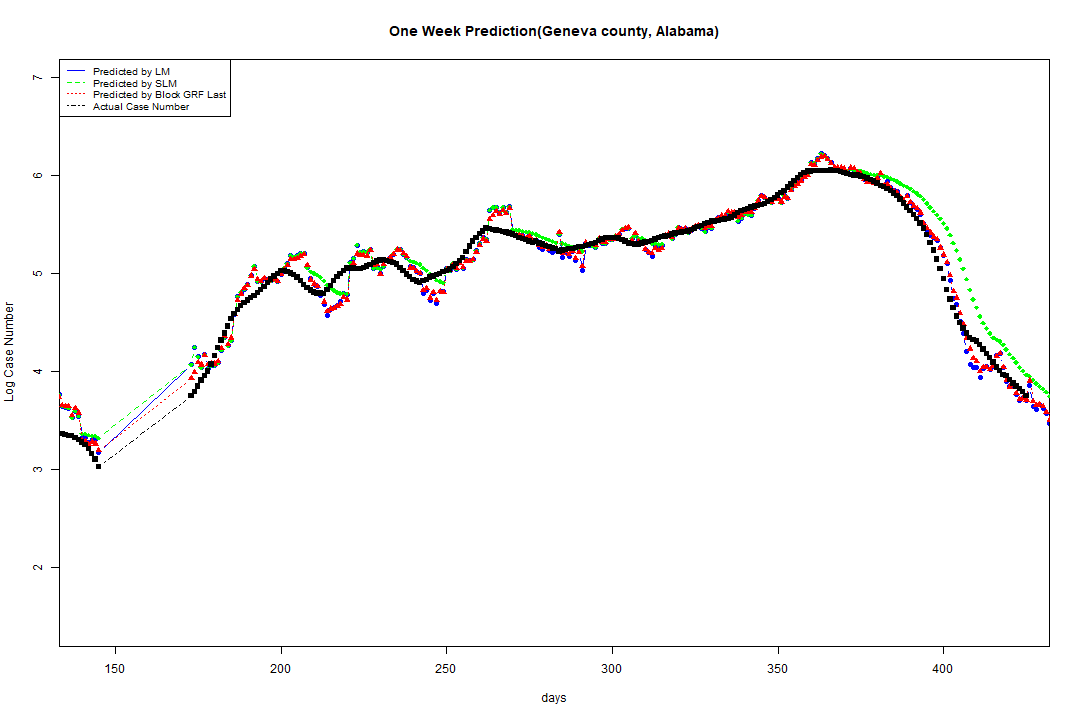 One Week Prediction(Geneva county, Alabama)
Predicted by LM
Predicted by SLM
Predicted by Block GRF Last
Actual Case Number
7
6
5
4
3
2
Log Case Number
150 200 250 300 350 400
days